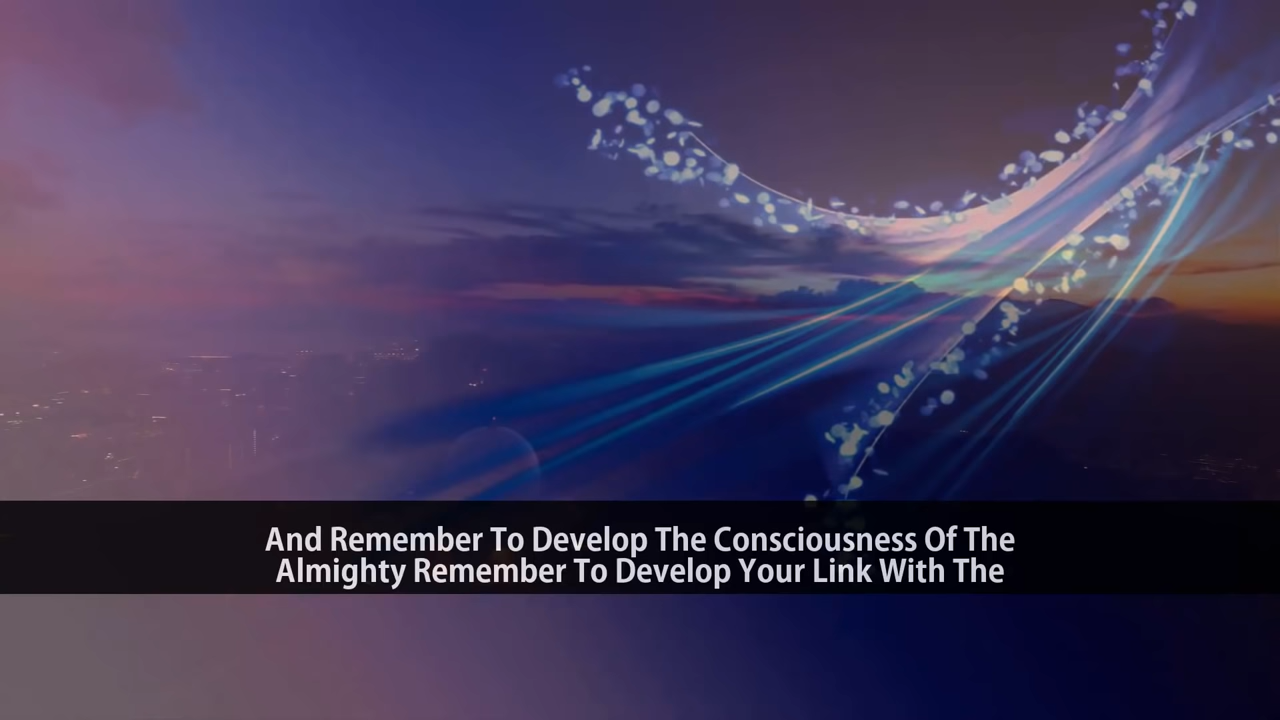 And Remember To Develop The Consciousness Of The
Almighty Remember To Develop Your Link With The